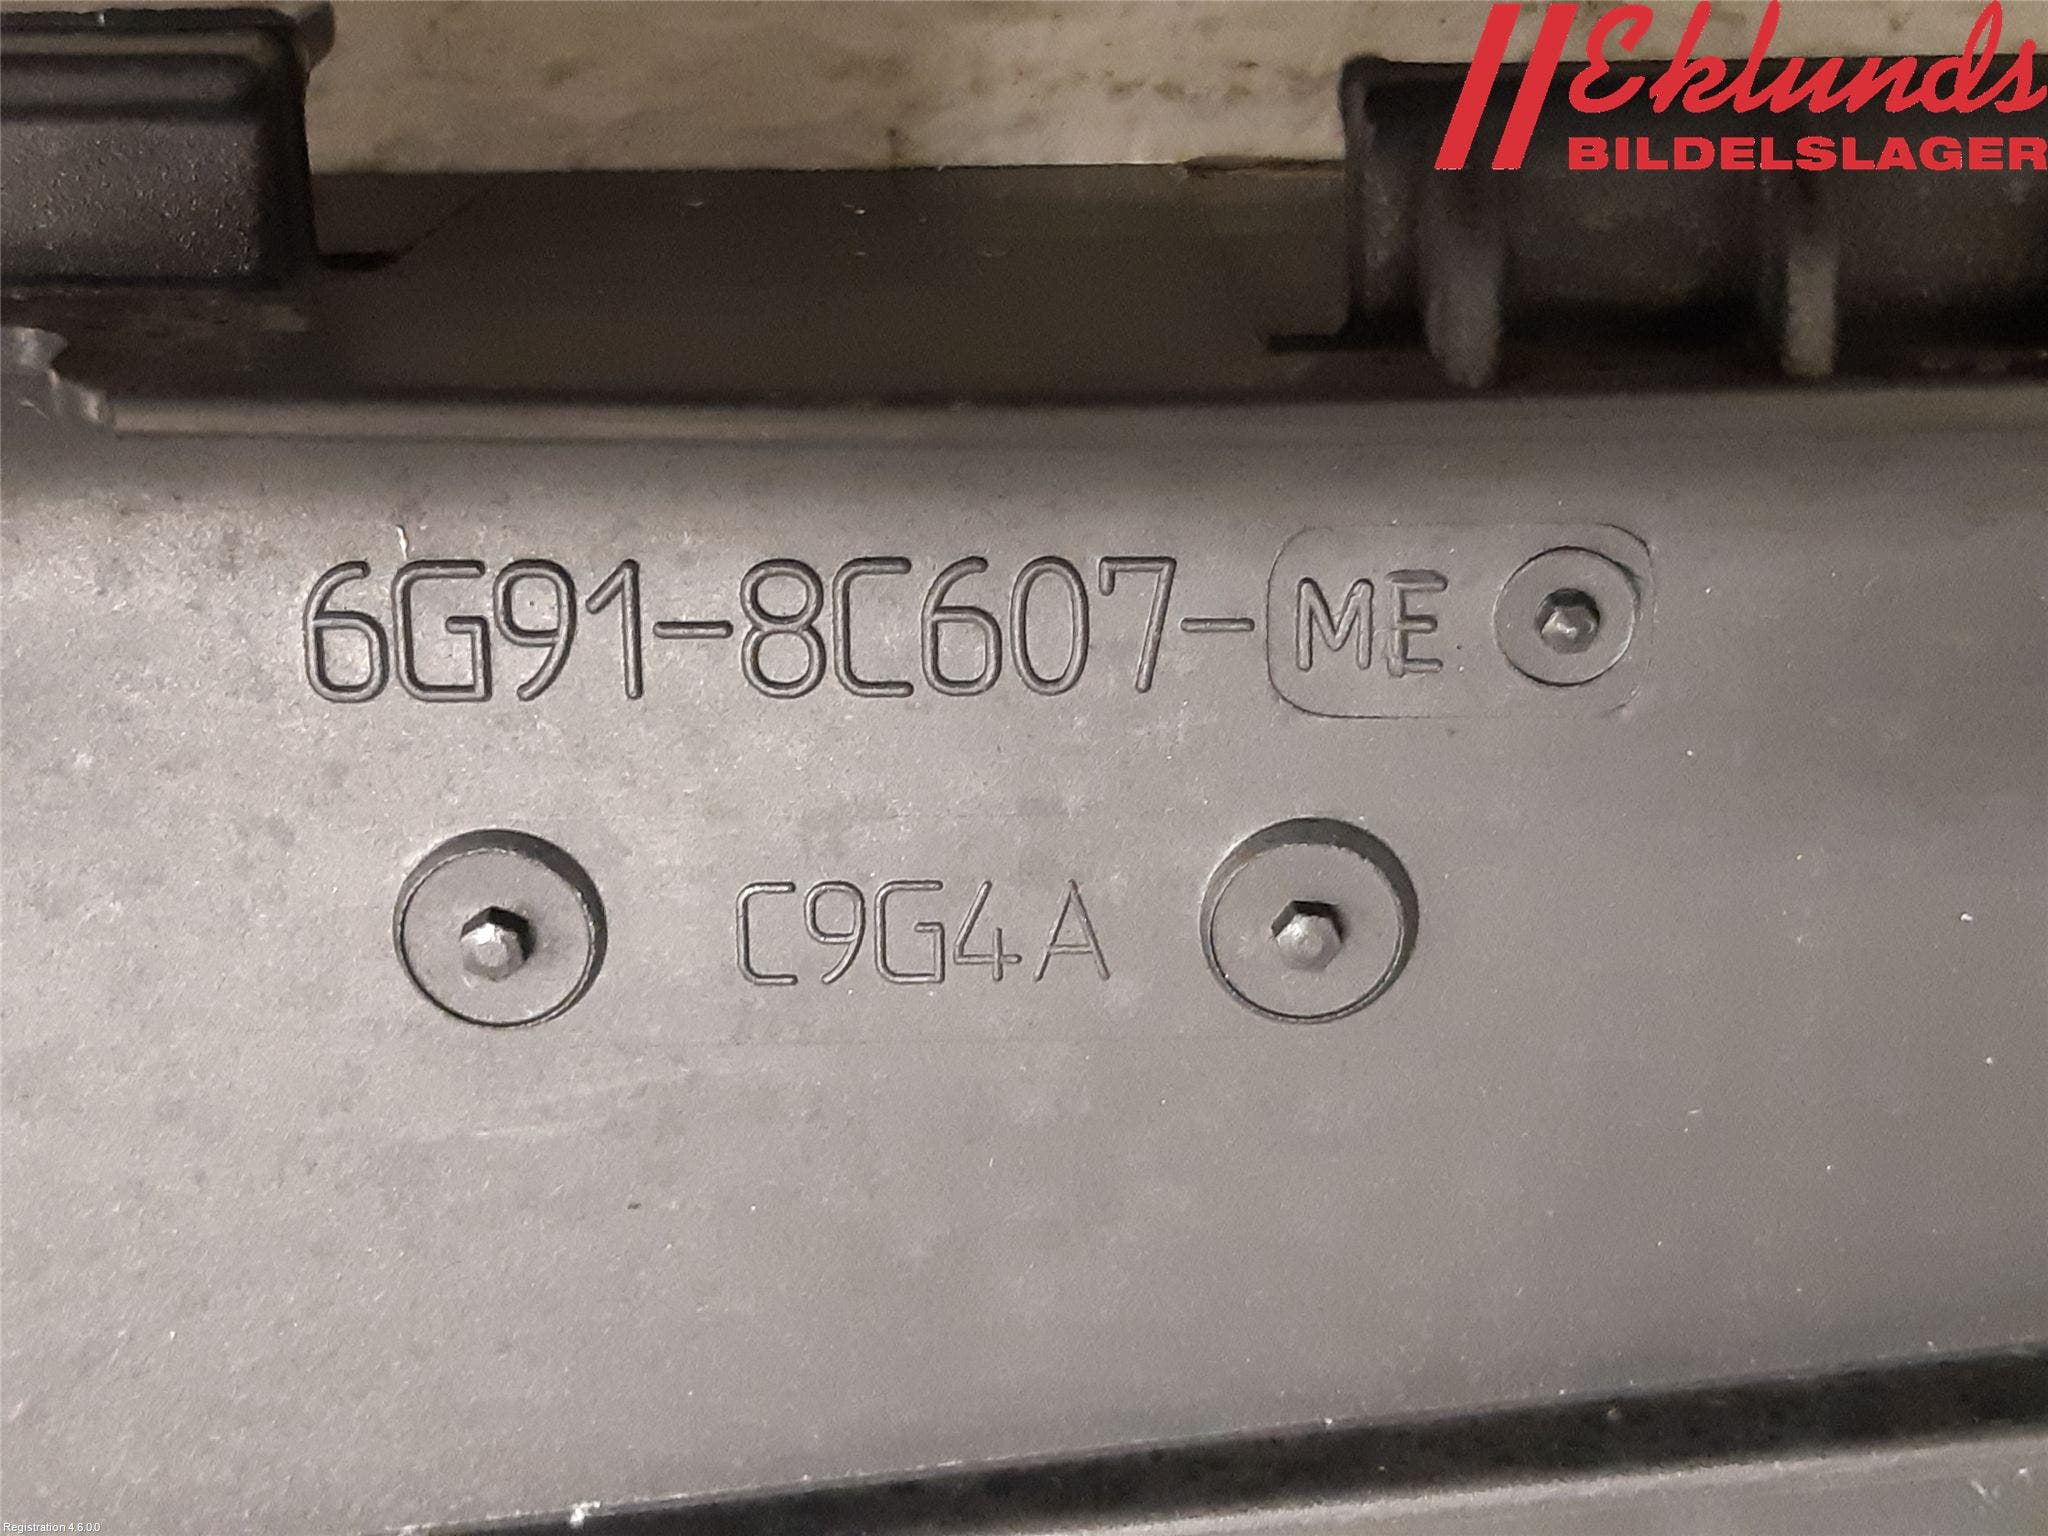 Eklunds
BILDELSLAGER
6G91-8C607-ME
C9G4A
Registration 4.6.0.0